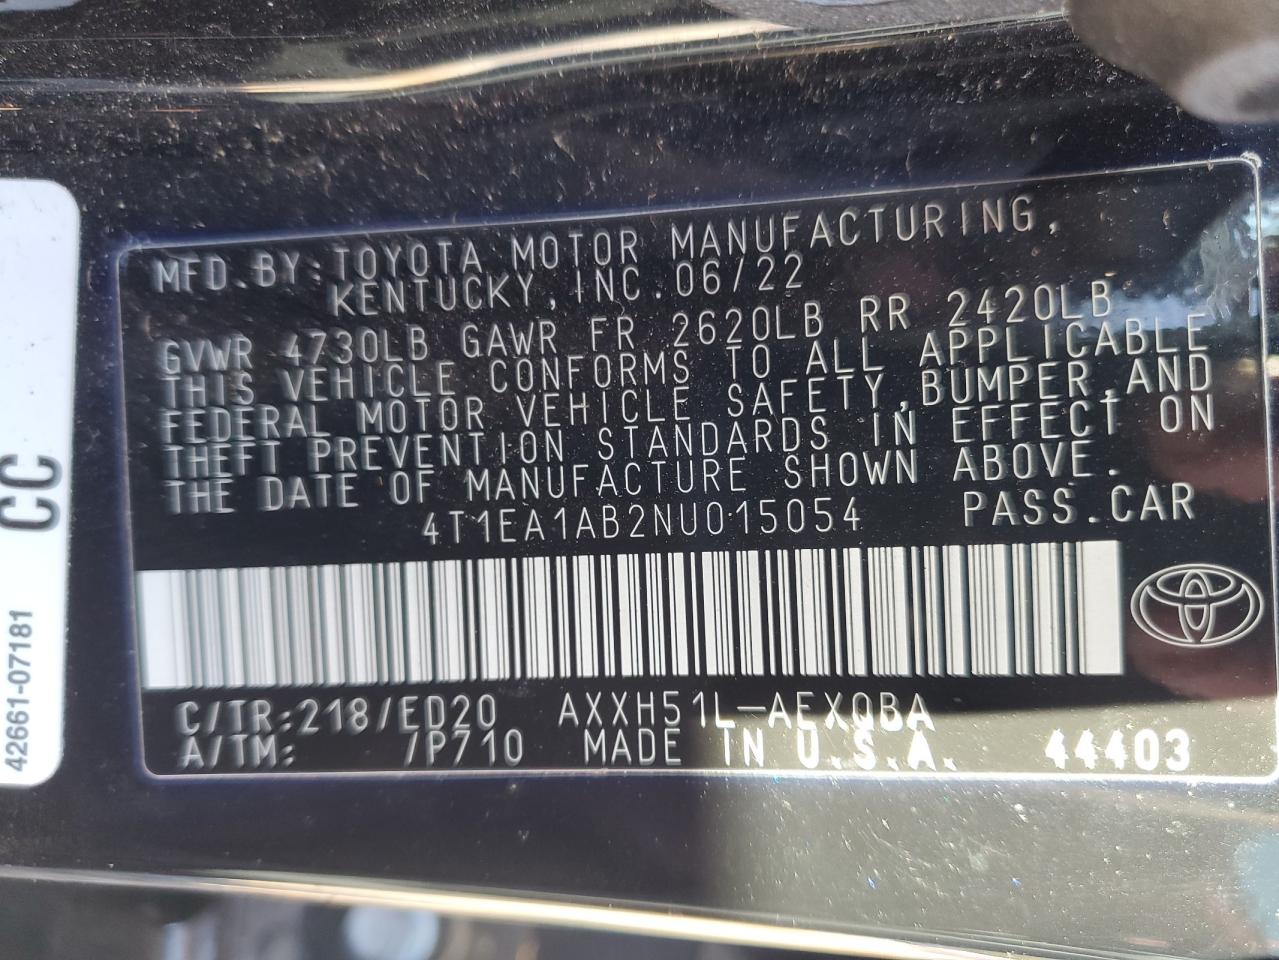 MFD.BY:TOYOTA MOTOR MANUFACTURING,
KENTUCKY,INC.06/22
GVWR 4730LB GAWR FR 2620LB RR 2420LB
THIS VEHICLE CONFORMS TO ALL APPLICABLE
FEDERAL MOTOR VEHICLE SAFETY,BUMPER,AND
THEFT PREVENTION STANDARDS IN EFFECT ON
THE DATE OF MANUFACTURE SHOWN ABOVE.
4T1EA1AB2NU015054 PASS.CAR
C/TR:218/ED20 AXXH51L-AEXQBA
A/TM: /P710 MADE IN U.S.A. 44403
CC
42661-07181